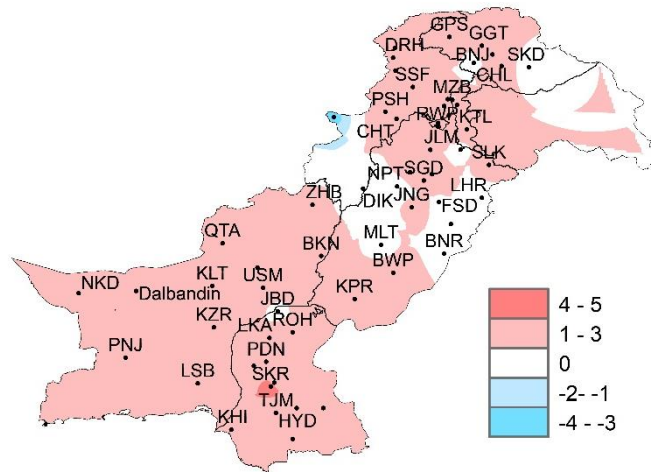 GPS
GGT
DRH
BNJ
SKD
CHL
SSF
MZB
PSH
RWP
KTL
CHT
JLM
SLK
SGD
NPT
LHR
ZHB
DIK
JNG
FSD
QTA
MLT
BKN
BNR
BWP
KLT
USM
NKD
Dalbandin
JBD
KPR
KZR
LKA
ROH
PNJ
PDN
LSB
SKR
TJM
KHI
HYD
4 - 5
1 - 3
0
-2- -1
-4 - -3